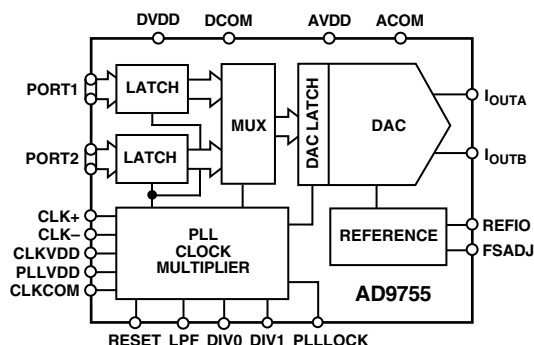 DVDD DCOM AVDD ACOM
PORT1
LATCH
PORT2
LATCH
MUX
DAC LATCH
DAC
IOUTA
IOUTB
CLK+
CLK–
CLKVDD
PLLVDD
CLKCOM
PLL
CLOCK
MULTIPLIER
REFERENCE
REFIO
FSADJ
AD9755
RESET LPF DIV0 DIV1 PLLLOCK